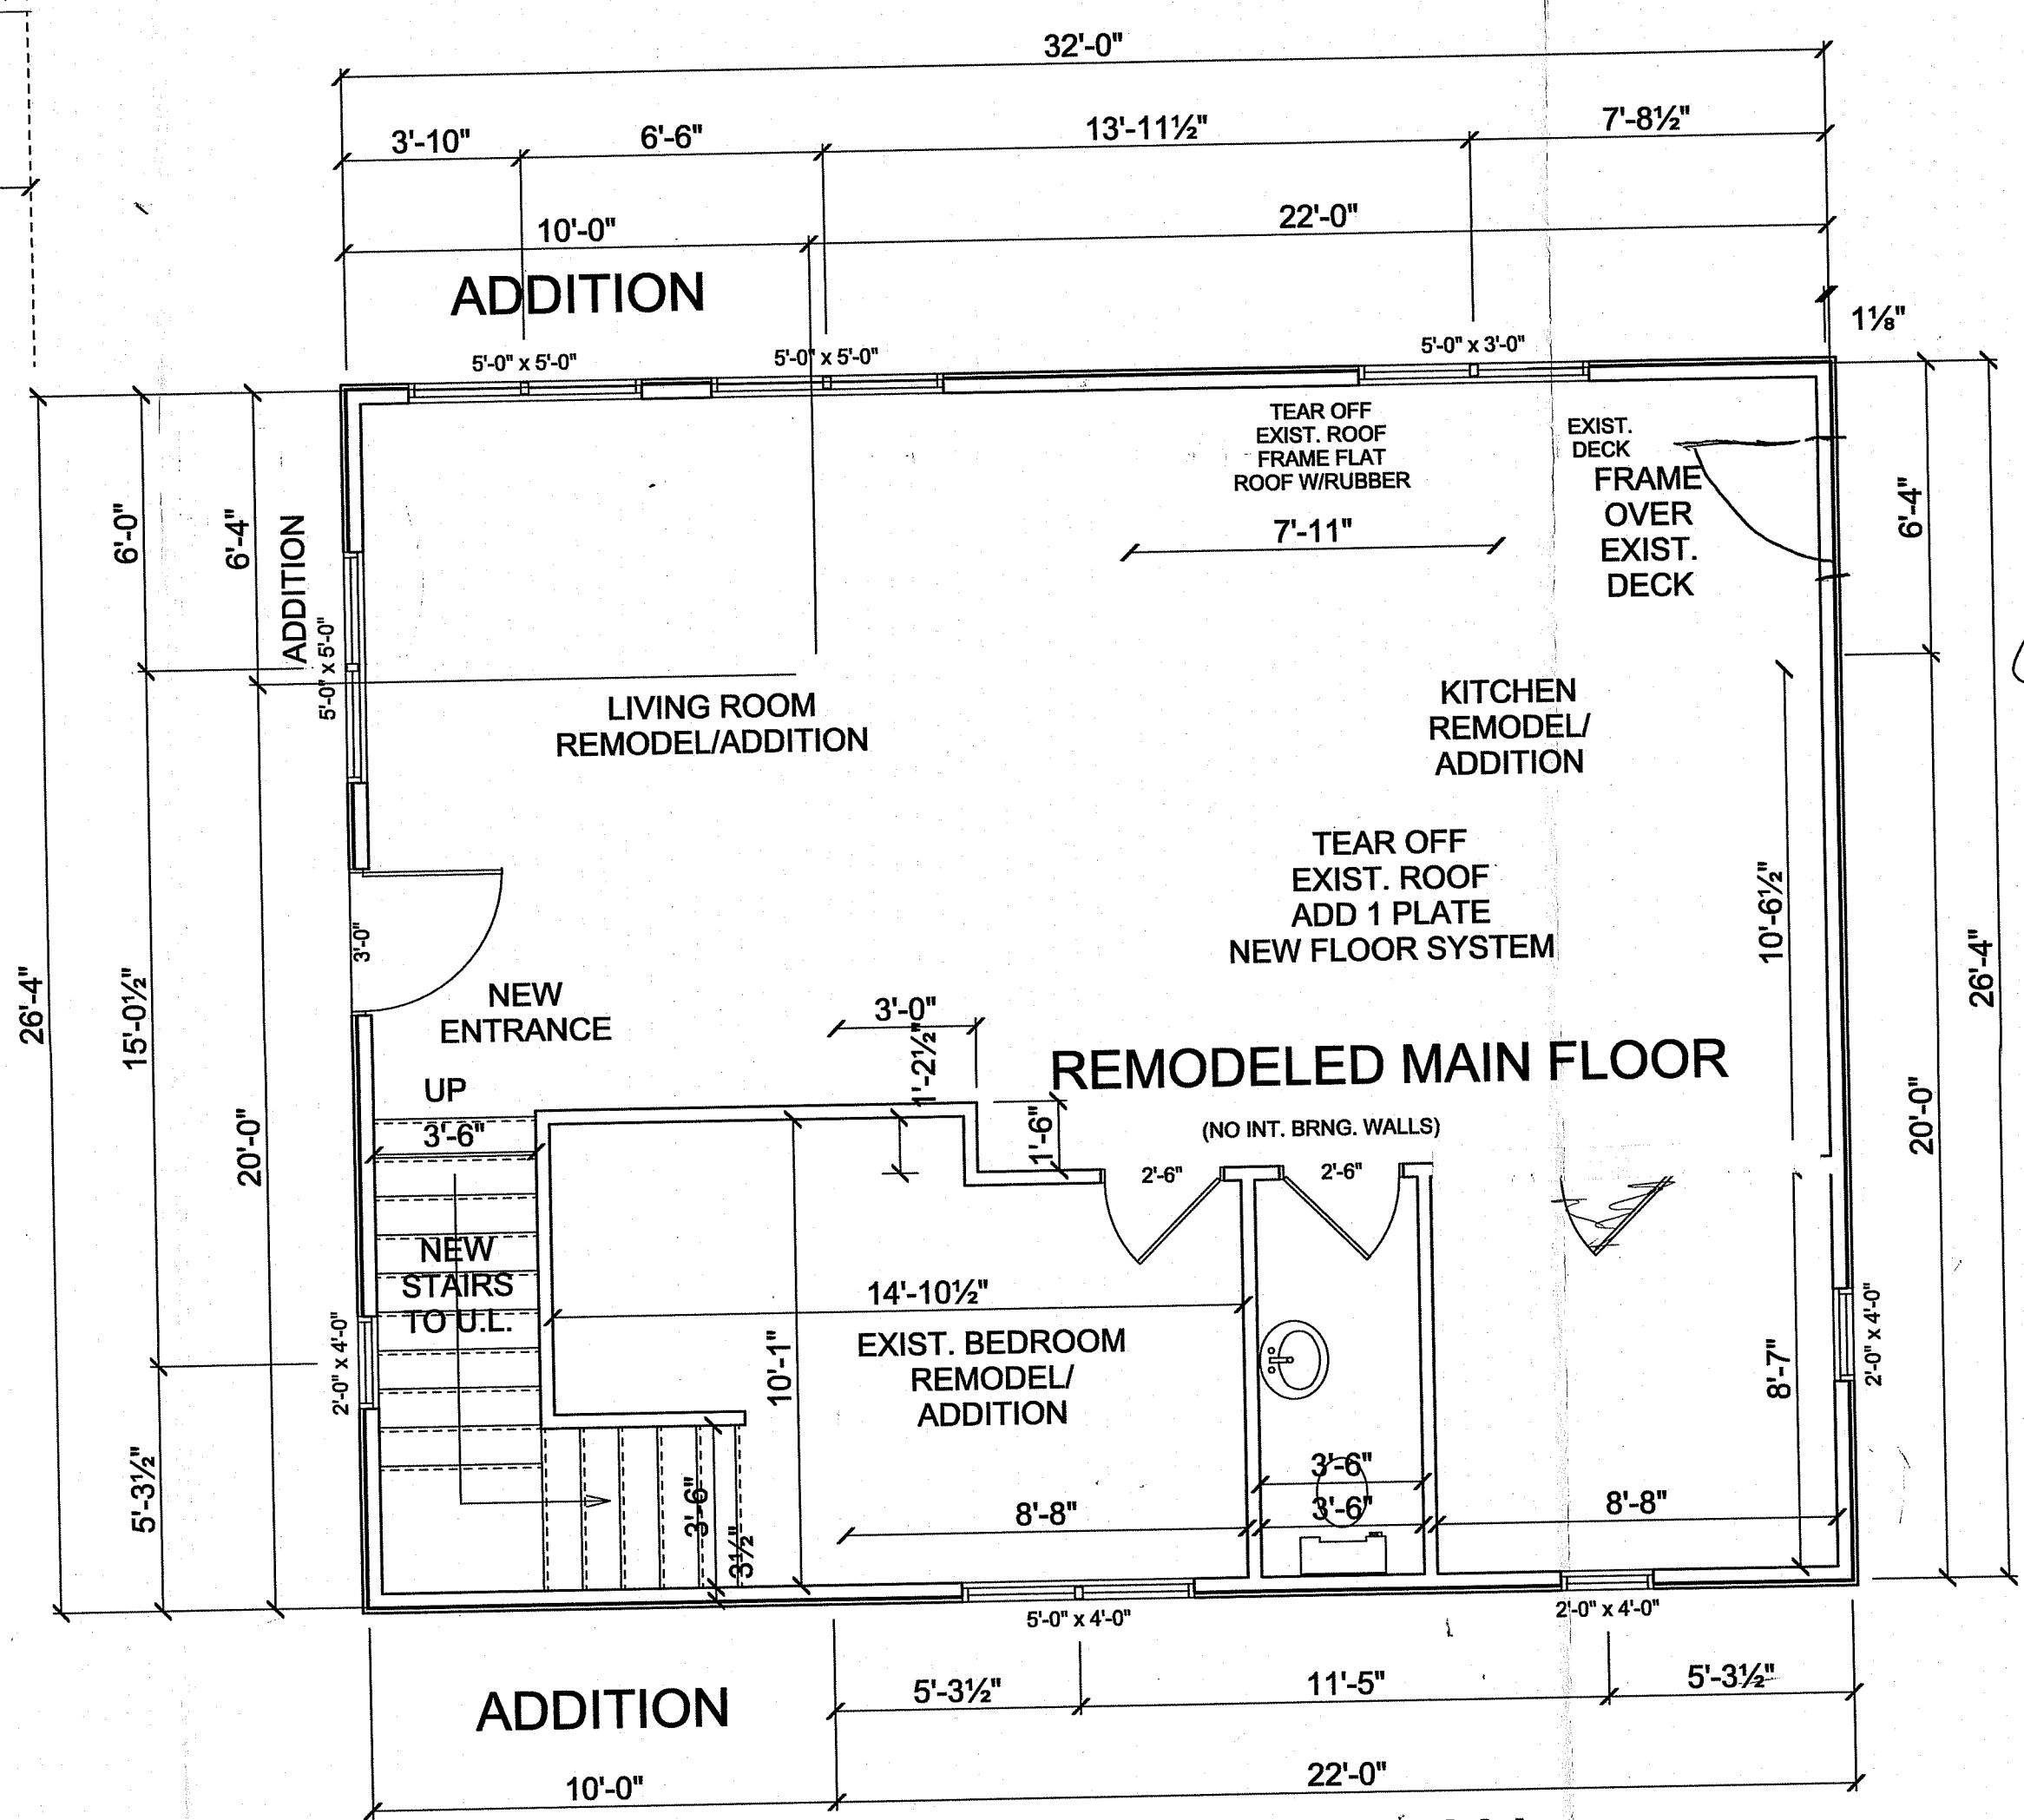 32'-0"
3'-10"
6'-6"
13'-11½"
7'-8½"
10'-0"
22'-0"
ADDITION
1⅛"
5'-0" x 5'-0"
5'-0" x 5'-0"
5'-0" x 3'-0"
TEAR OFF
EXIST. ROOF
FRAME FLAT
ROOF W/RUBBER
EXIST.
DECK
FRAME
OVER
EXIST.
DECK
7'-11"
6'-0"
6'-4"
ADDITION
5'-0" x 5'-0"
6'-4"
LIVING ROOM
REMODEL/ADDITION
KITCHEN
REMODEL/
ADDITION
TEAR OFF
EXIST. ROOF
ADD 1 PLATE
NEW FLOOR SYSTEM
10'-6½"
3'-0"
26'-4"
15'-0½"
20'-0"
26'-4"
20'-0"
NEW
ENTRANCE
3'-0"
1'-2½"
REMODELED MAIN FLOOR
(NO INT. BRNG. WALLS)
UP
3'-6"
1'-6"
2'-6"
2'-6"
NEW
STAIRS
TO U.L.
14'-10½"
EXIST. BEDROOM
REMODEL/
ADDITION
10'-1"
2'-0" x 4'-0"
2'-0" x 4'-0"
8'-7"
5'-3½"
3'-6"
3½"
8'-8"
3'-6"
3'-6"
8'-8"
5'-0" x 4'-0"
2'-0" x 4'-0"
ADDITION
5'-3½"
11'-5"
5'-3½"
10'-0"
22'-0"